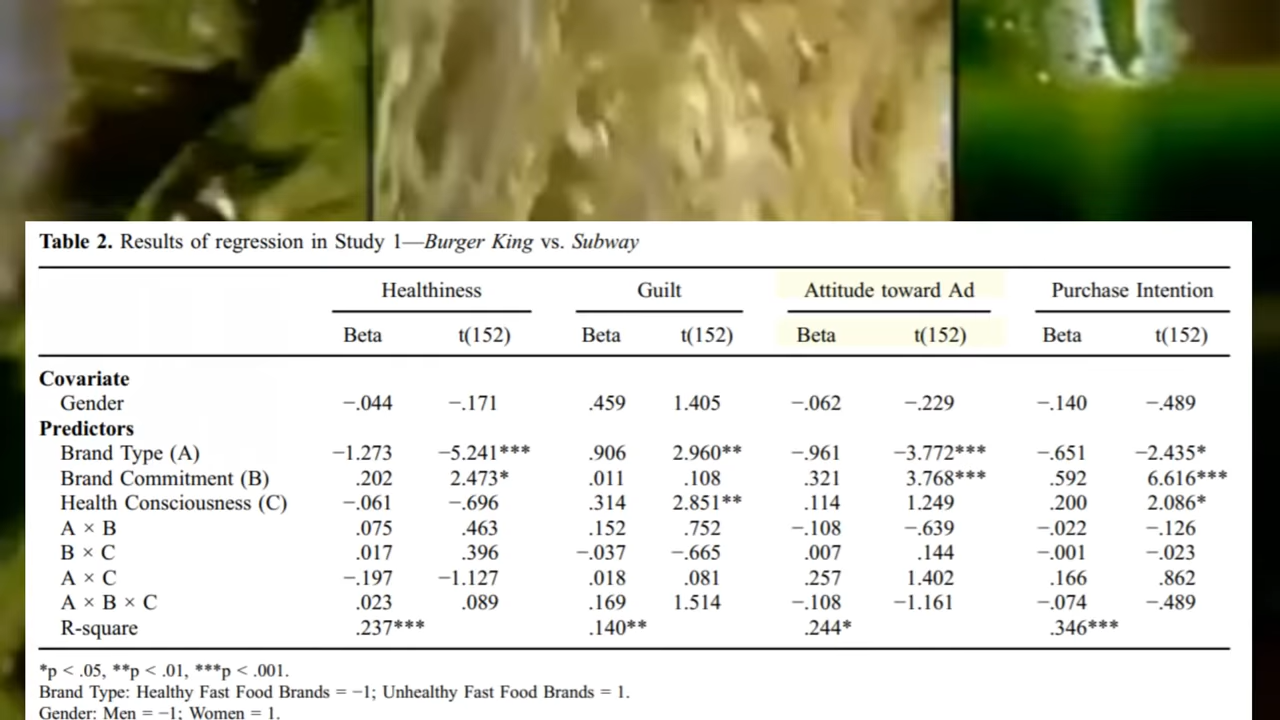 Table 2. Results of regression in Study 1—Burger King vs. Subway
Healthiness Guilt Attitude toward Ad Purchase Intention
Beta t(152) Beta t(152) Beta t(152) Beta t(152)
Covariate
Gender −.044 −.171 .459 1.405 −.062 −.229 −.140 −.489
Predictors
Brand Type (A) −1.273 −5.241*** .906 2.960** −.961 −3.772*** −.651 −2.435*
Brand Commitment (B) .202 2.473* .011 .108 .321 3.768*** .592 6.616***
Health Consciousness (C) −.061 −.696 .314 2.851** .114 1.249 .200 2.086*
A × B .075 .463 .152 .752 −.108 −.639 −.022 −.126
B × C .017 .396 −.037 −.665 .007 .144 −.001 −.023
A × C −.197 −1.127 .018 .081 .257 1.402 .166 .862
A × B × C .023 .089 .169 1.514 −.108 −1.161 −.074 −.489
R-square .237*** .140** .244* .346***
*p < .05, **p < .01, ***p < .001.
Brand Type: Healthy Fast Food Brands = −1; Unhealthy Fast Food Brands = 1.
Gender: Men = −1; Women = 1.